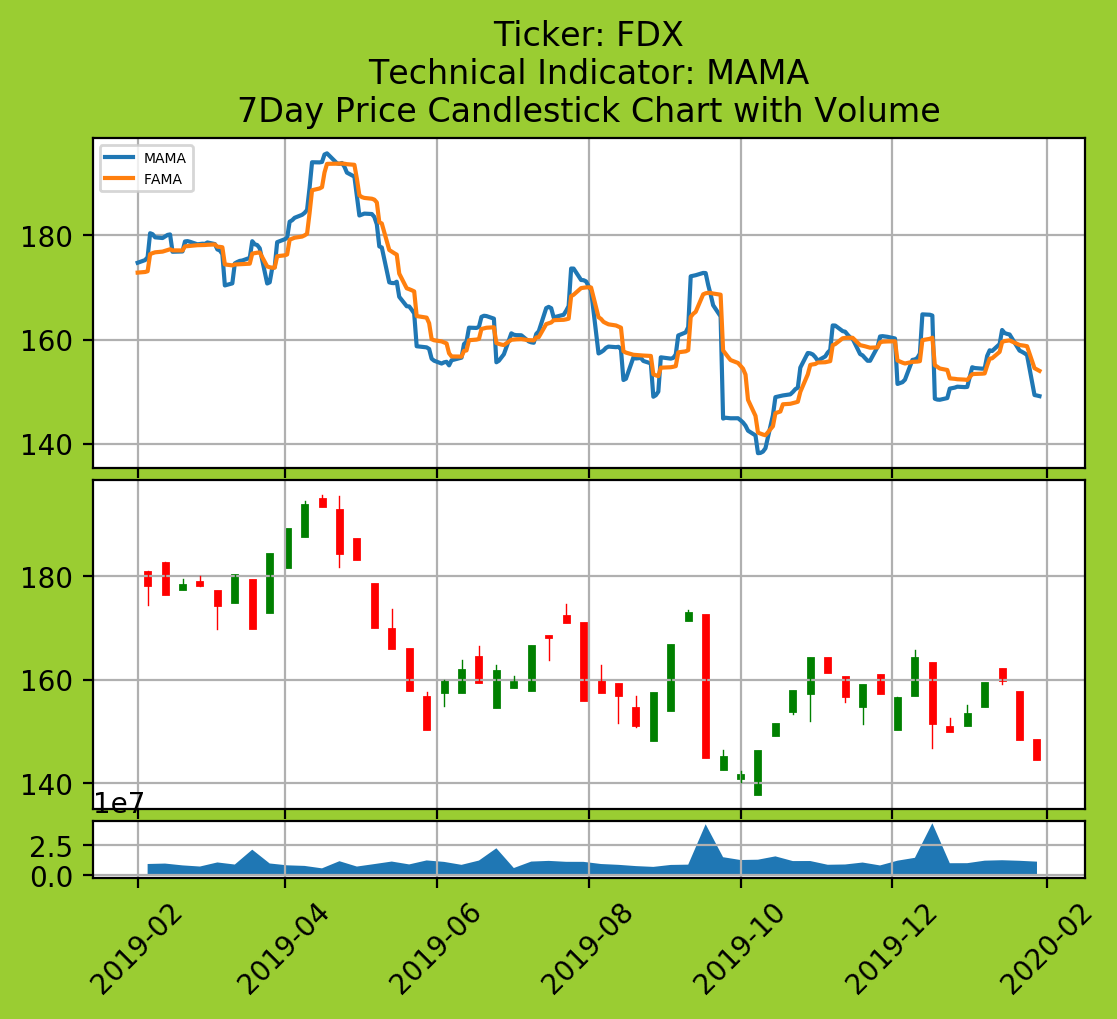 Ticker: FDX
Technical Indicator: MAMA
7Day Price Candlestick Chart with Volume
MAMA
FAMA
180
160
140
180
160
140
1e7
2.5
0.0
2019-02
2019-04
2019-06
2019-08
2019-10
2019-12
2020-02